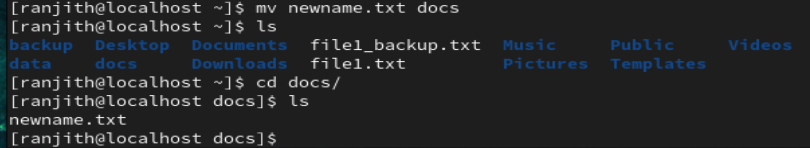 [ranjith@localhost ~]$ mv newname.txt docs
[ranjith@localhost ~]$ ls
backup  Desktop  Documents  file1_backup.txt  Music  Public  Videos
data  docs  Downloads  file1.txt  Pictures  Templates
[ranjith@localhost ~]$ cd docs/
[ranjith@localhost docs]$ ls
newname.txt
[ranjith@localhost docs]$